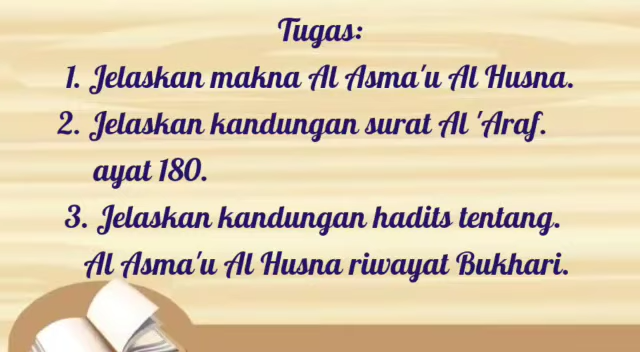 Tugas:
1. Jelaskan makna Al Asma'u Al Husna.
2. Jelaskan kandungan surat Al 'Araf.
ayat 180.
3. Jelaskan kandungan hadits tentang.
Al Asma'u Al Husna riwayat Bukhari.